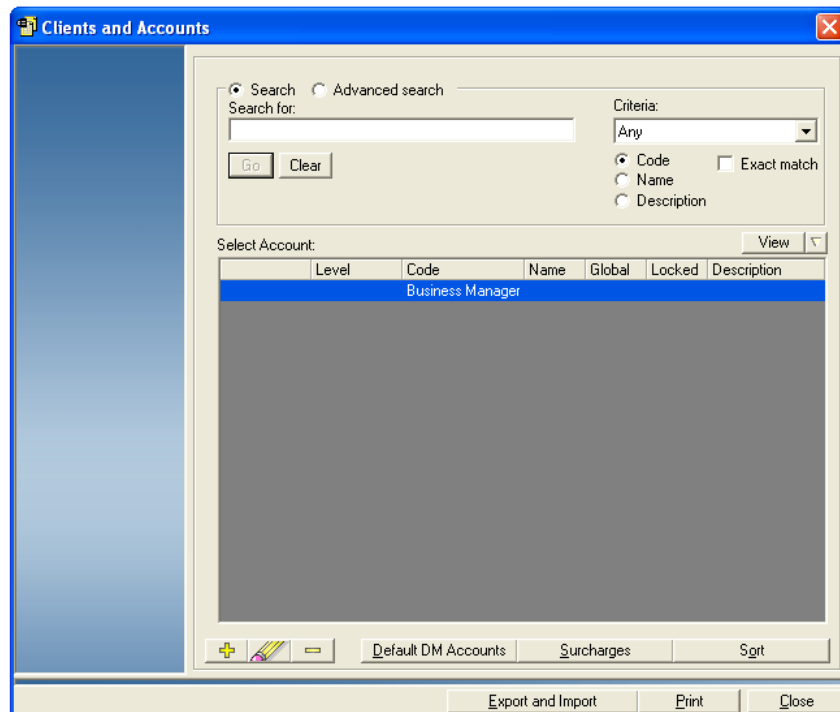 Clients and Accounts
Search Advanced search
Search for:
Criteria:
Any
Go Clear
Code
Exact match
Name
Description
Select Account:
View
Level Code Name Global Locked Description
Business Manager
Default DM Accounts Surcharges Sort
Export and Import Print Close